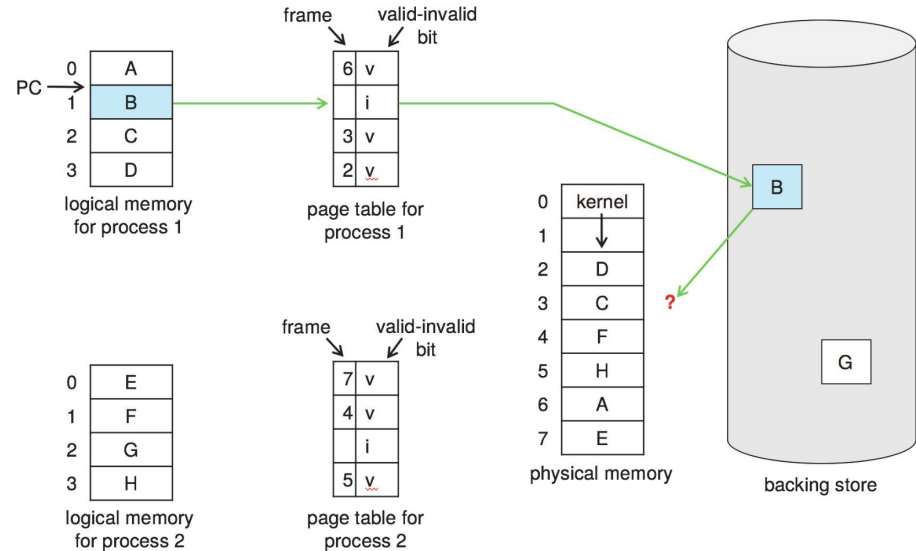 frame
valid-invalid
bit
PC
0 A
1 B
2 C
3 D
logical memory
for process 1
6 v
i
3 v
2 v
page table for
process 1
0 kernel
1
2 D
3 C
4 F
5 H
6 A
7 E
physical memory
B
?
G
backing store
frame
valid-invalid
bit
0 E
1 F
2 G
3 H
logical memory
for process 2
7 v
4 v
i
5 v
page table for
process 2